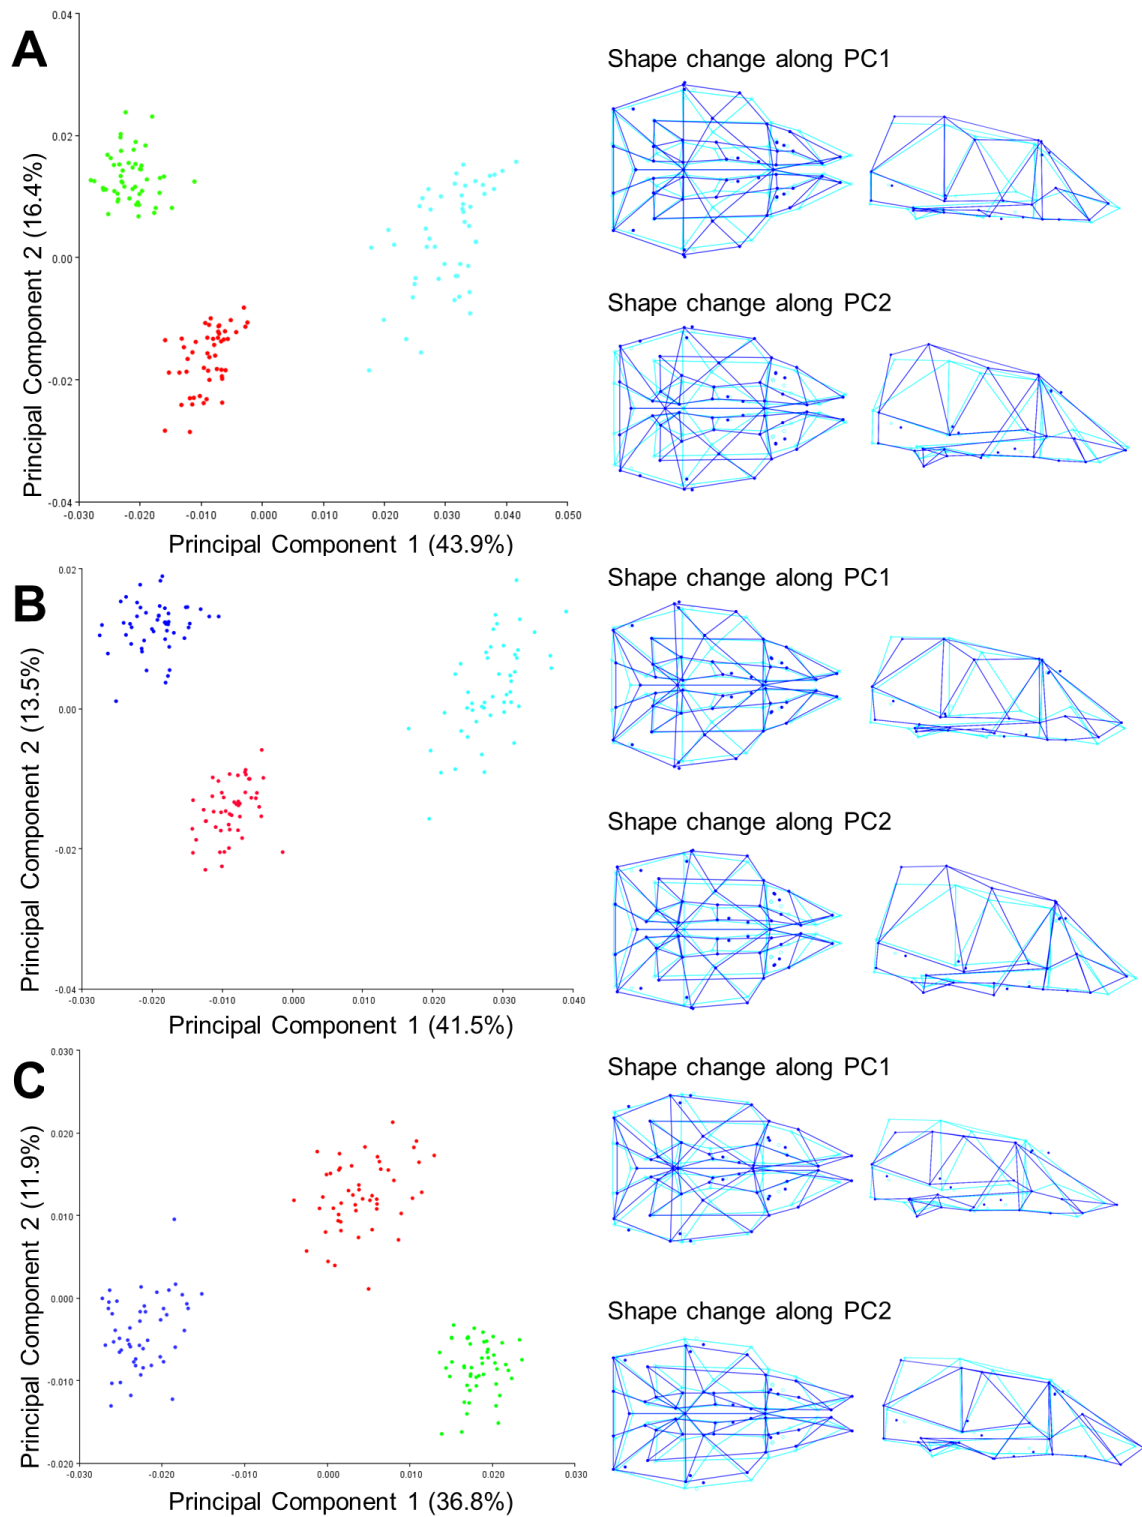 A
0.04
0.02
0.00
-0.02
-0.04
Principal Component 2 (16.4%)
-0.030 -0.020 -0.010 0.000 0.010 0.020 0.030 0.040 0.050
Principal Component 1 (43.9%)
Shape change along PC1
Shape change along PC2
B
0.02
0.00
-0.02
-0.04
Principal Component 2 (13.5%)
-0.030 -0.020 -0.010 0.000 0.010 0.020 0.030 0.040
Principal Component 1 (41.5%)
Shape change along PC1
Shape change along PC2
C
0.030
0.020
0.010
0.000
-0.010
-0.020
Principal Component 2 (11.9%)
-0.030 -0.020 -0.010 0.000 0.010 0.020 0.030
Principal Component 1 (36.8%)
Shape change along PC1
Shape change along PC2